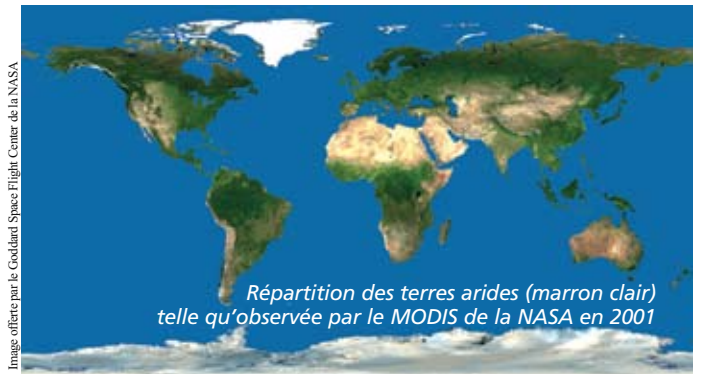 Image offerte par le Goddard Space Flight Center de la NASA
Répartition des terres arides (marron clair)
telle qu'observée par le MODIS de la NASA en 2001